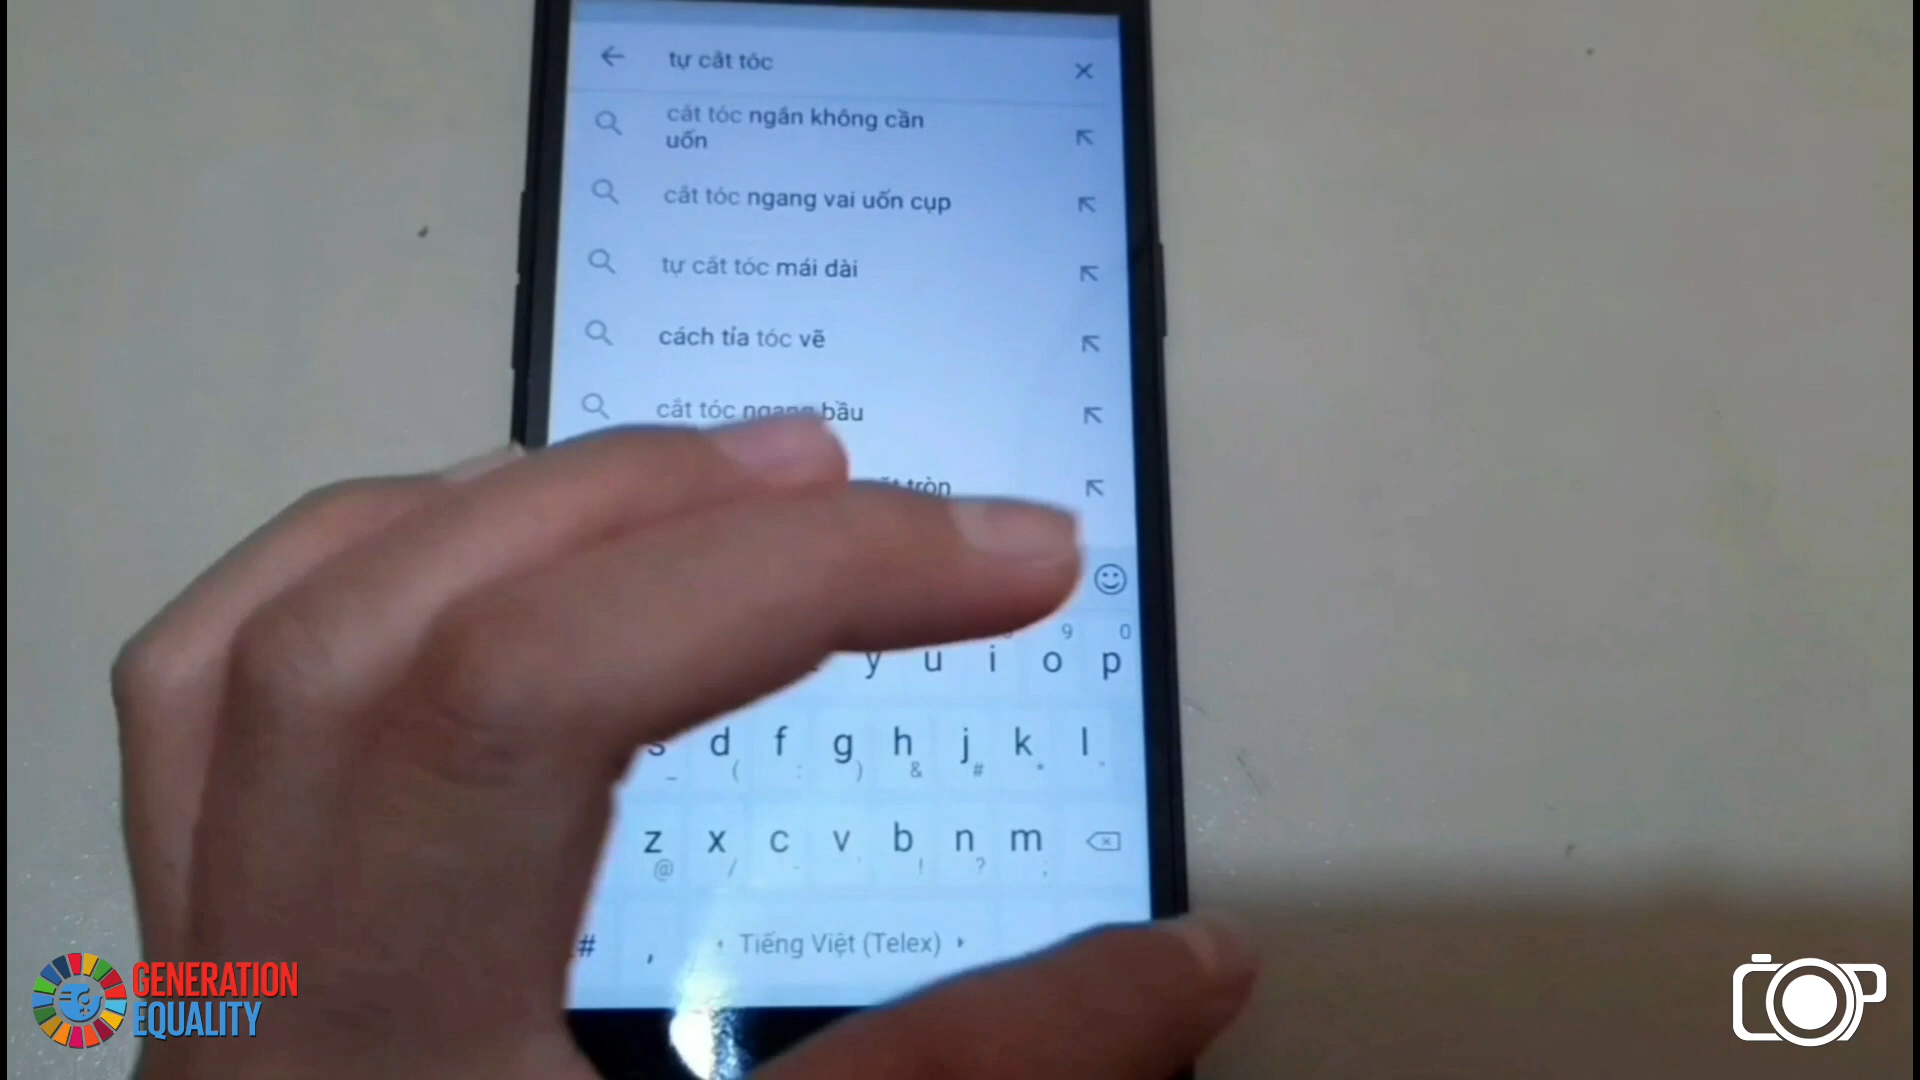 tự cắt tóc
cắt tóc ngắn không cần
uốn
cắt tóc ngang vai uốn cụp
tự cắt tóc mái dài
cách tỉa tóc vẽ
cắt tóc ngang bầu
tròn
9 0
y u i o p
s d f g h j k l
_ ( : ) & # *
z x c v b n m
@ / - ! ? ;
# , Tiếng Việt (Telex)
GENERATION
EQUALITY